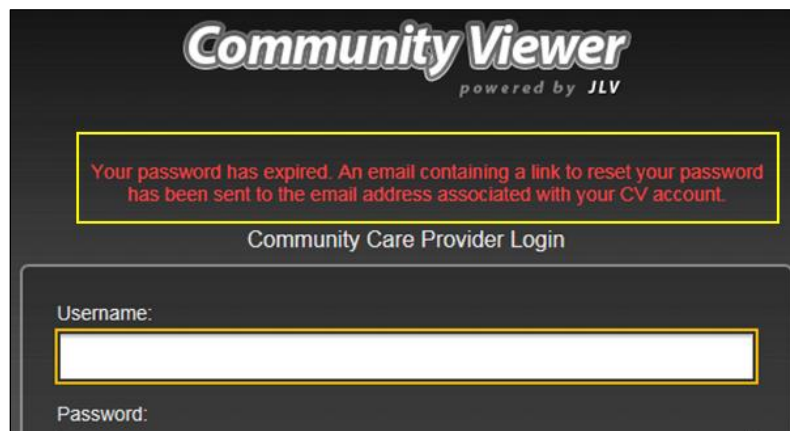 Community Viewer
powered by JLV
Your password has expired. An email containing a link to reset your password
has been sent to the email address associated with your CV account.
Community Care Provider Login
Username:
Password: